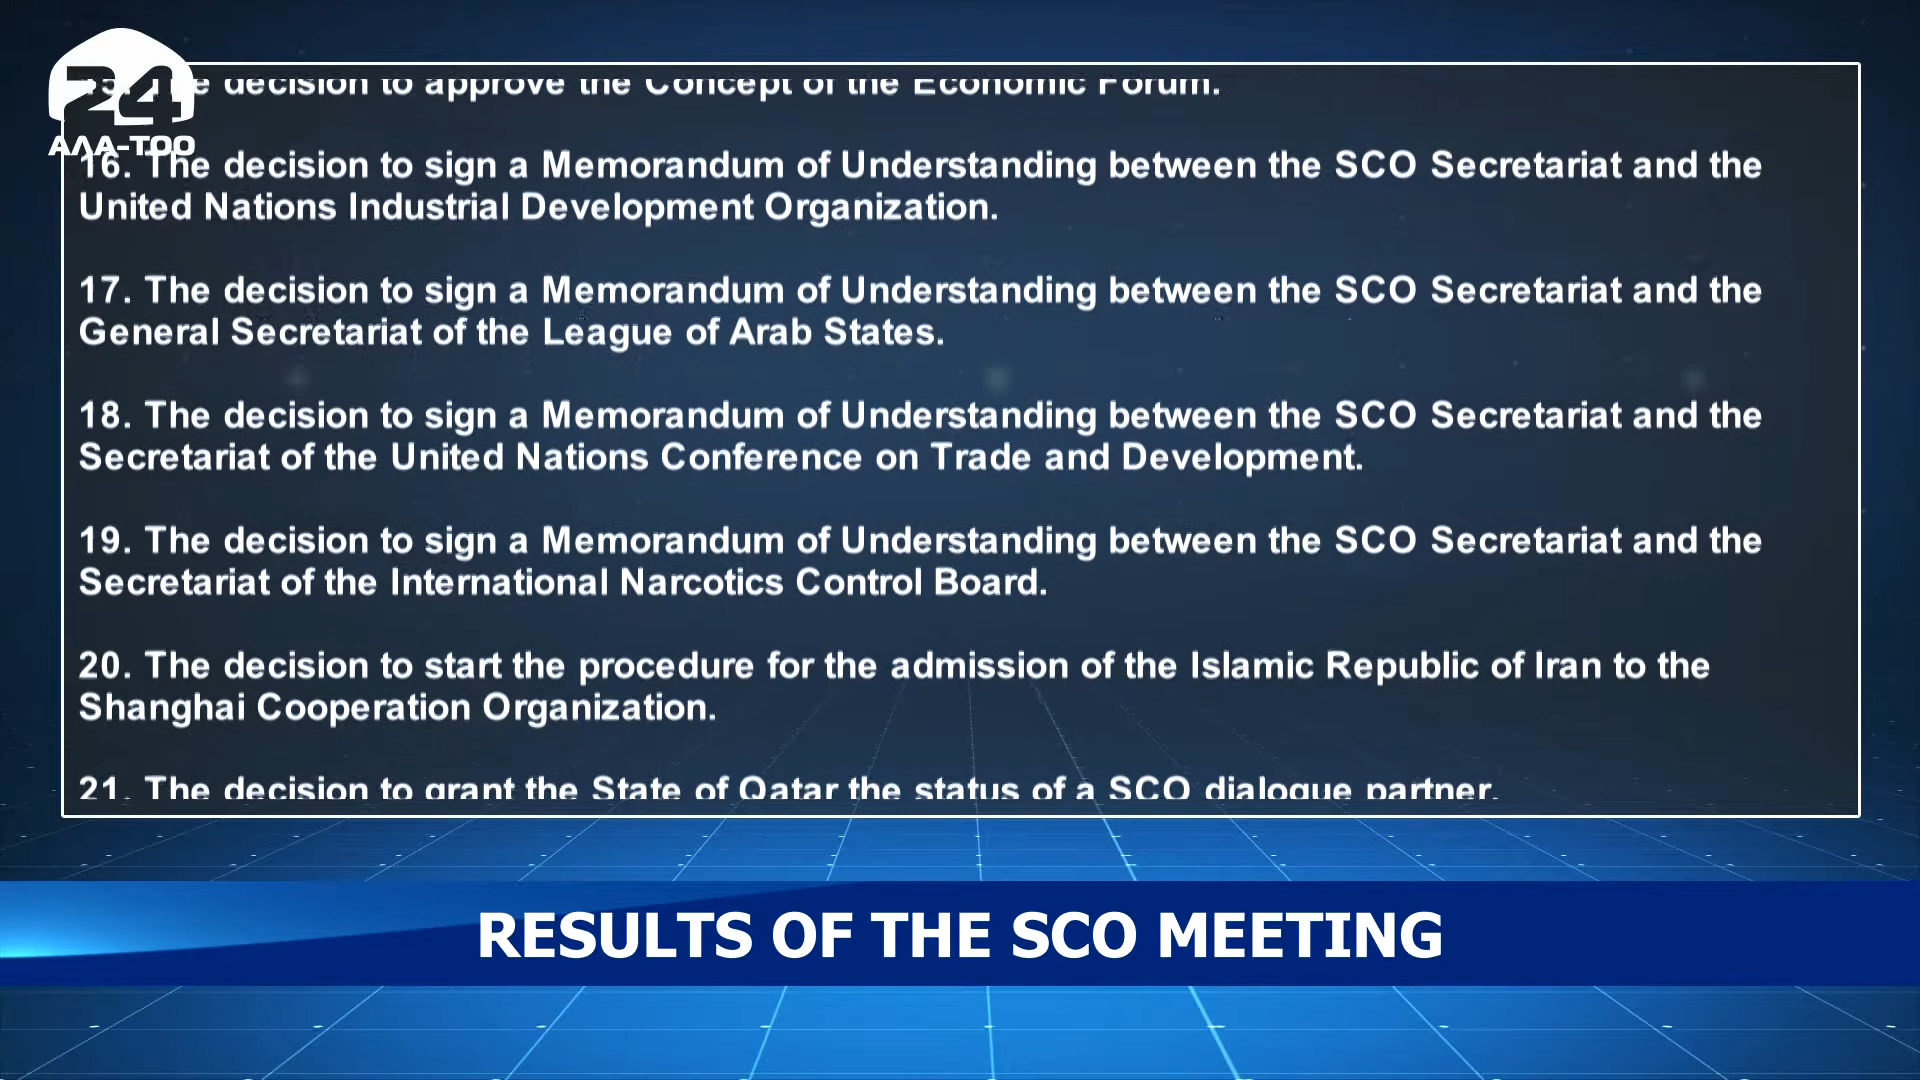 24
АЛА-ТОО
15. The decision to approve the Concept of the Economic Forum.
16. The decision to sign a Memorandum of Understanding between the SCO Secretariat and the
United Nations Industrial Development Organization.
17. The decision to sign a Memorandum of Understanding between the SCO Secretariat and the
General Secretariat of the League of Arab States.
18. The decision to sign a Memorandum of Understanding between the SCO Secretariat and the
Secretariat of the United Nations Conference on Trade and Development.
19. The decision to sign a Memorandum of Understanding between the SCO Secretariat and the
Secretariat of the International Narcotics Control Board.
20. The decision to start the procedure for the admission of the Islamic Republic of Iran to the
Shanghai Cooperation Organization.
21. The decision to grant the State of Qatar the status of a SCO dialogue partner.
RESULTS OF THE SCO MEETING